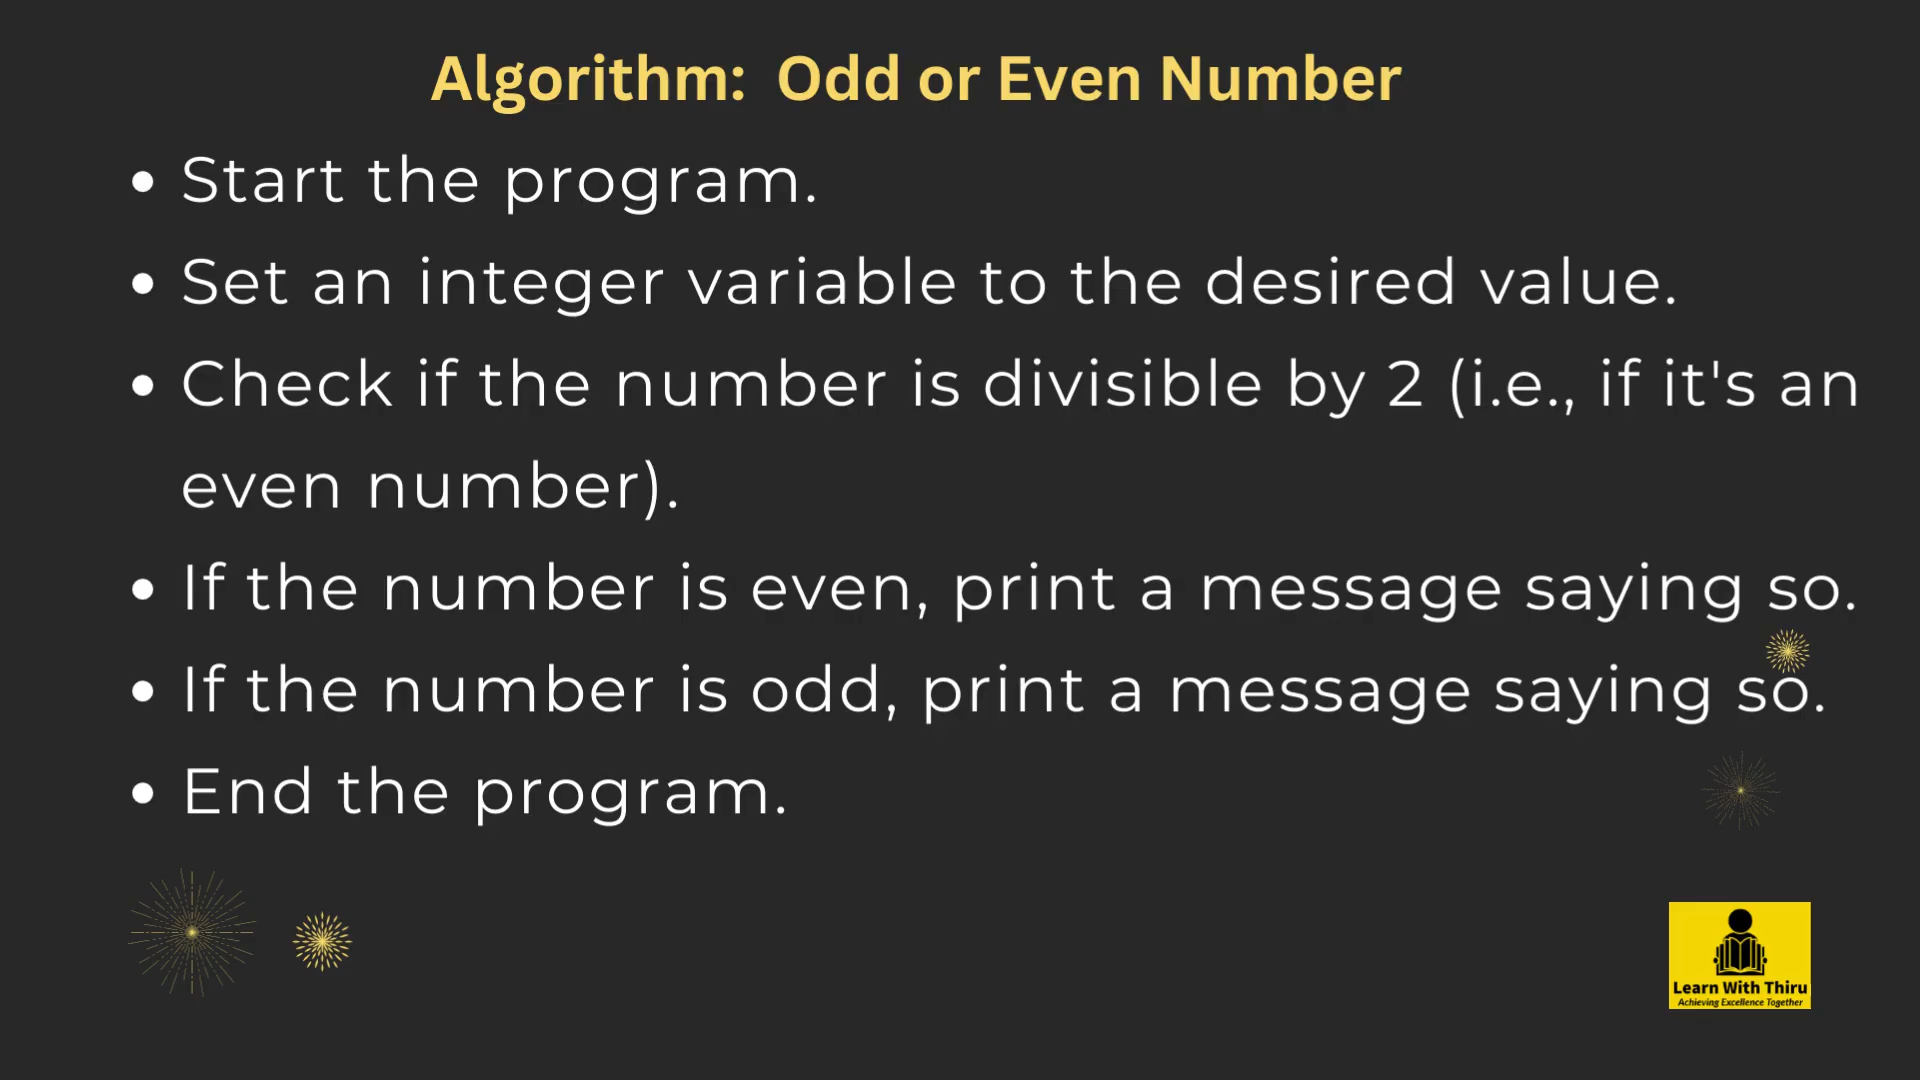 Algorithm: Odd or Even Number
• Start the program.
• Set an integer variable to the desired value.
• Check if the number is divisible by 2 (i.e., if it's an
even number).
• If the number is even, print a message saying so.
• If the number is odd, print a message saying so.
• End the program.
Learn With Thiru
Achieving Excellence Together